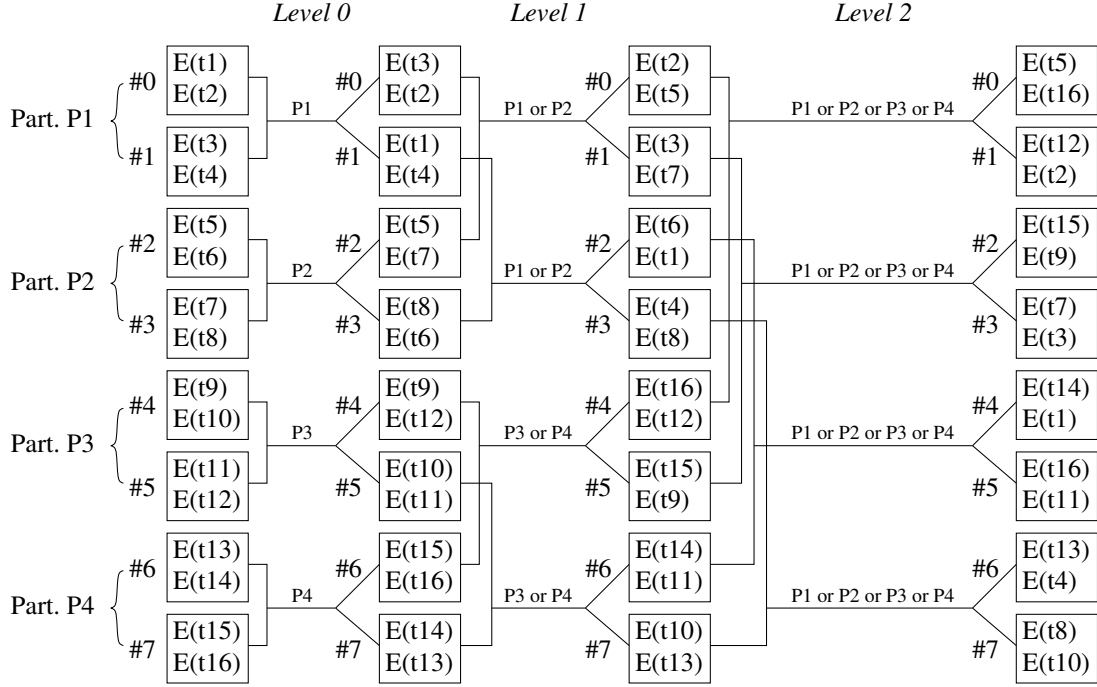 Level 0 Level 1 Level 2
#0 E(t1) #0 E(t3) #0 E(t2) #0 E(t5)
E(t2) E(t2) E(t5) E(t16)
Part. P1 P1 P1 or P2 P1 or P2 or P3 or P4
#1 E(t3) #1 E(t1) #1 E(t3) #1 E(t12)
E(t4) E(t4) E(t7) E(t2)
#2 E(t5) #2 E(t5) #2 E(t6) #2 E(t15)
E(t6) E(t7) E(t1) E(t9)
Part. P2 P2 P1 or P2 P1 or P2 or P3 or P4
#3 E(t7) #3 E(t8) #3 E(t4) #3 E(t7)
E(t8) E(t6) E(t8) E(t3)
#4 E(t9) #4 E(t9) #4 E(t16) #4 E(t14)
E(t10) E(t12) E(t12) E(t1)
Part. P3 P3 P3 or P4 P1 or P2 or P3 or P4
#5 E(t11) #5 E(t10) #5 E(t15) #5 E(t16)
E(t12) E(t11) E(t9) E(t11)
#6 E(t13) #6 E(t15) #6 E(t14) #6 E(t13)
E(t14) E(t16) E(t11) E(t4)
Part. P4 P4 P3 or P4 P1 or P2 or P3 or P4
#7 E(t15) #7 E(t14) #7 E(t10) #7 E(t8)
E(t16) E(t13) E(t13) E(t10)